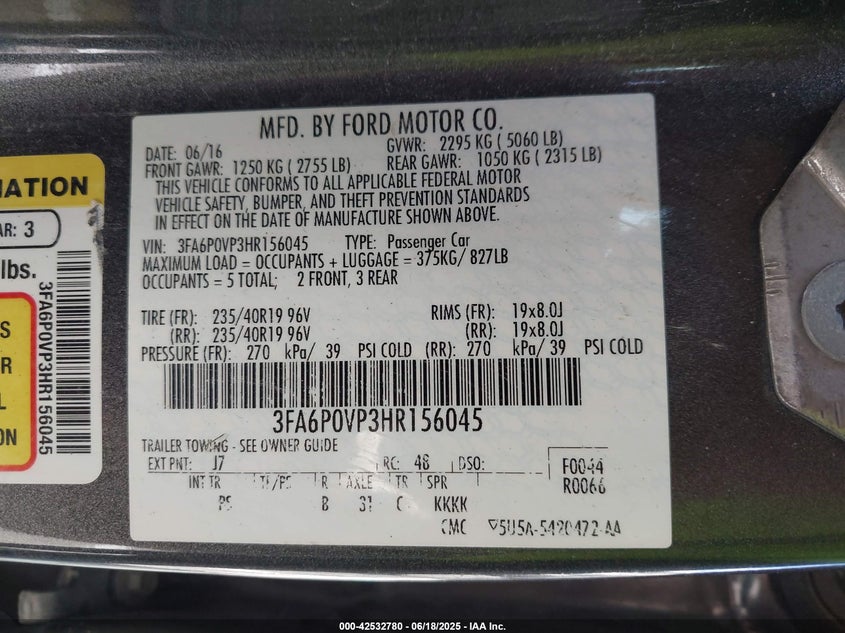 MFD. BY FORD MOTOR CO.
DATE: 06/16 GVWR: 2295 KG ( 5060 LB)
FRONT GAWR: 1250 KG ( 2755 LB) REAR GAWR: 1050 KG ( 2315 LB)
THIS VEHICLE CONFORMS TO ALL APPLICABLE FEDERAL MOTOR
VEHICLE SAFETY, BUMPER, AND THEFT PREVENTION STANDARDS
IN EFFECT ON THE DATE OF MANUFACTURE SHOWN ABOVE.
VIN: 3FA6P0VP3HR156045 TYPE: Passenger Car
MAXIMUM LOAD = OCCUPANTS + LUGGAGE = 375KG/ 827LB
OCCUPANTS = 5 TOTAL; 2 FRONT, 3 REAR
TIRE (FR): 235/40R19 96V RIMS (FR): 19x8.0J
(RR): 235/40R19 96V (RR): 19x8.0J
PRESSURE (FR): 270 kPa/ 39 PSI COLD (RR): 270 kPa/ 39 PSI COLD
3FA6P0VP3HR156045
TRAILER TOWING - SEE OWNER GUIDE
EXT PNT: J7 RC: 48 DSO: F0044
R0066
INT TR TP/PS R AXLE TR SPR
B C KKKK
CMC
AR: 3
lbs.
3FA6P0VP3HR156045
000-42532780 - 06/18/2025 - IAA Inc.